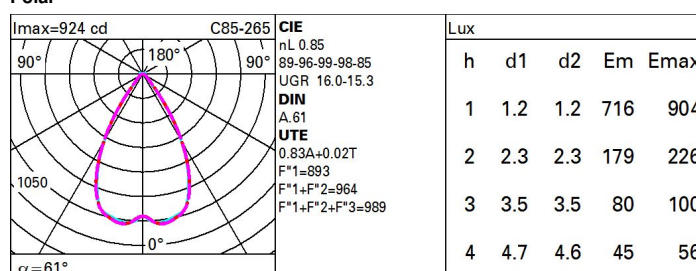 Polar
Imax=924 cd C85-265
90° 180° 90°
1050
0°
α=61°
CIE
nL 0.85
89-96-99-98-85
UGR 16.0-15.3
DIN
A.61
UTE
0.83A+0.02T
F"1=893
F"1+F"2=964
F"1+F"2+F"3=989
Lux
h d1 d2 Em Emax
1 1.2 1.2 716 904
2 2.3 2.3 179 226
3 3.5 3.5 80 100
4 4.7 4.6 45 56